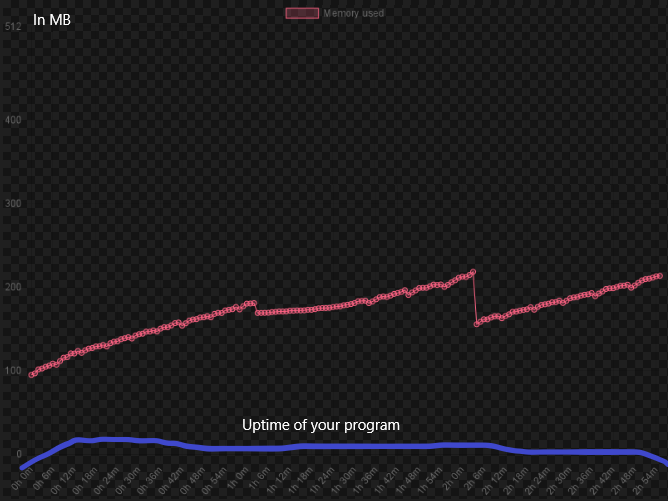 In MB
Memory used
512
400
300
200
100
0
Uptime of your program
0h 0m
0h 6m
0h 12m
0h 18m
0h 24m
0h 30m
0h 36m
0h 42m
0h 48m
0h 54m
1h 0m
1h 6m
1h 12m
1h 18m
1h 24m
1h 30m
1h 36m
1h 42m
1h 48m
1h 54m
2h 0m
2h 6m
2h 12m
2h 18m
2h 24m
2h 30m
2h 36m
2h 42m
2h 48m
2h 54m